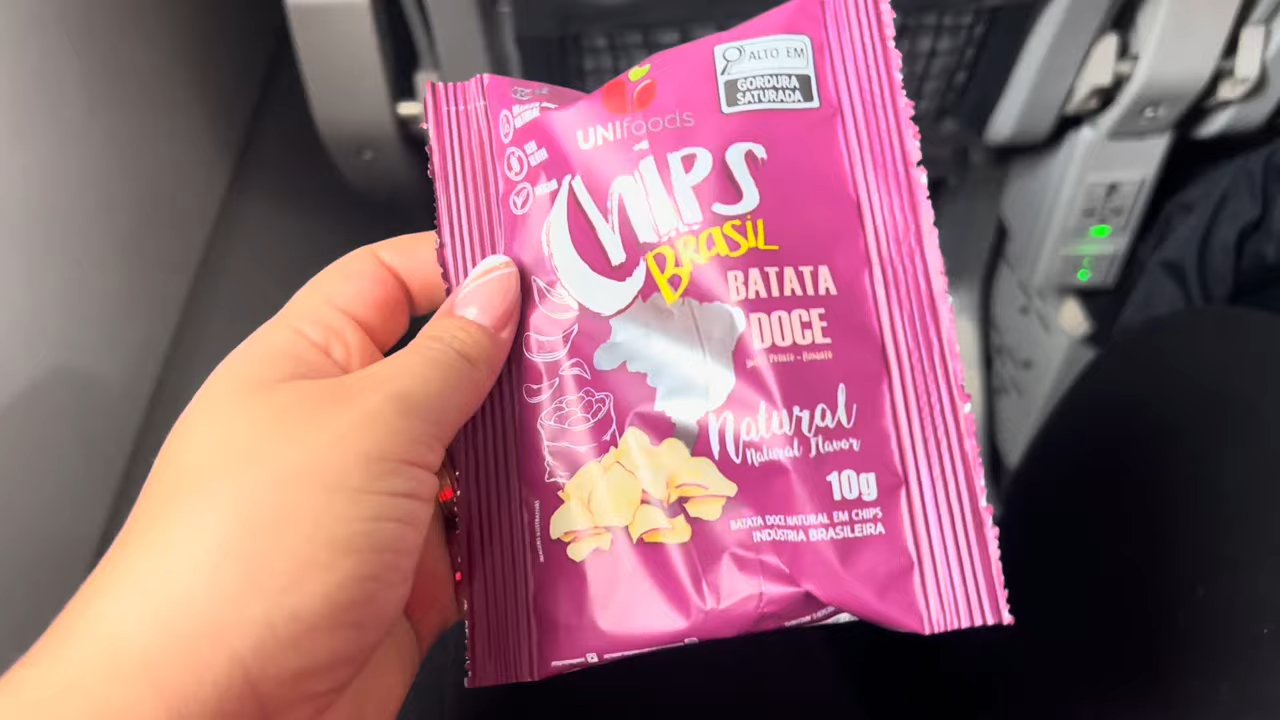 ALTO EM
GORDURA
SATURADA
UNIfoods
CHIPS
BRASIL
BATATA
DOCE
Natural
Natural Flavor
10g
BATATA DOCE NATURAL EM CHIPS
INDÚSTRIA BRASILEIRA